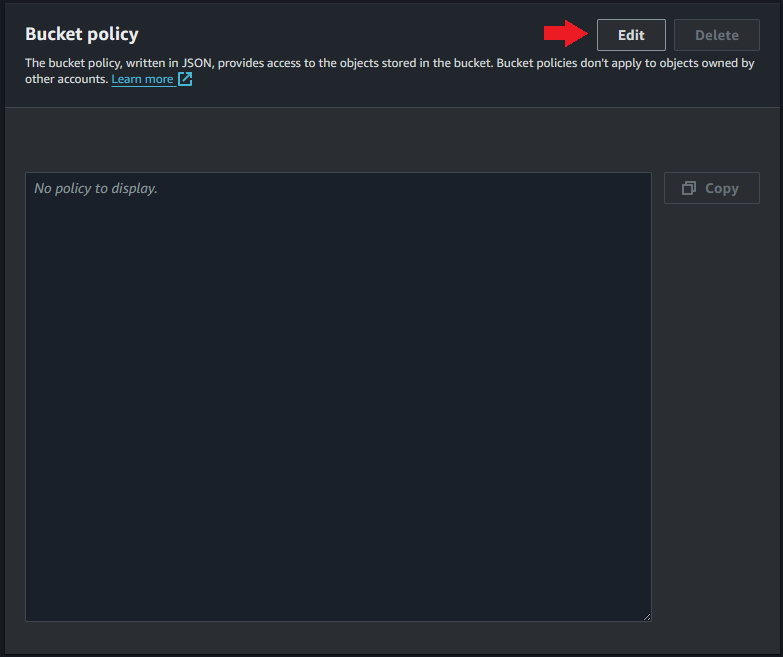 Bucket policy
Edit
Delete
The bucket policy, written in JSON, provides access to the objects stored in the bucket. Bucket policies don't apply to objects owned by
other accounts. Learn more
No policy to display.
Copy